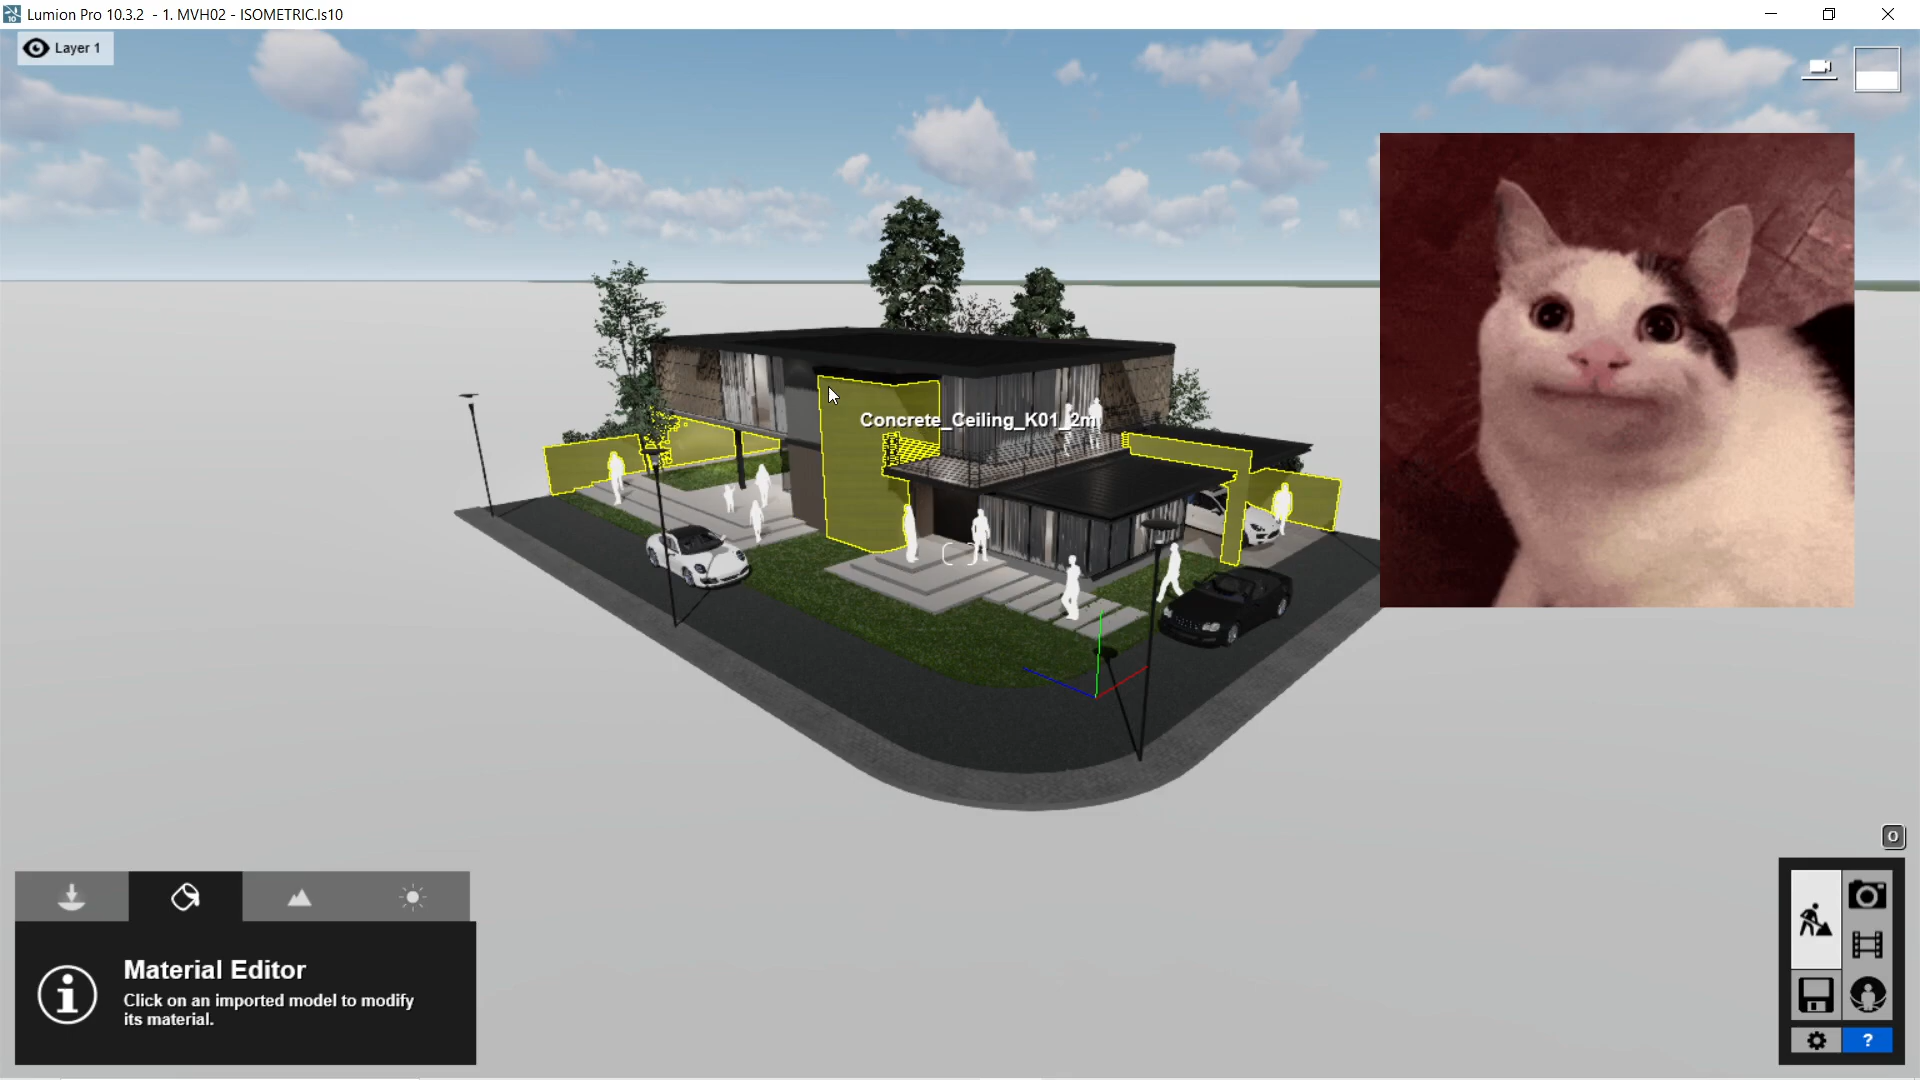 Lumion Pro 10.3.2 - 1. MVH02 - ISOMETRIC.ls10
Layer 1
Concrete_Ceiling_K01_2m
O
Material Editor
Click on an imported model to modify
its material.
?